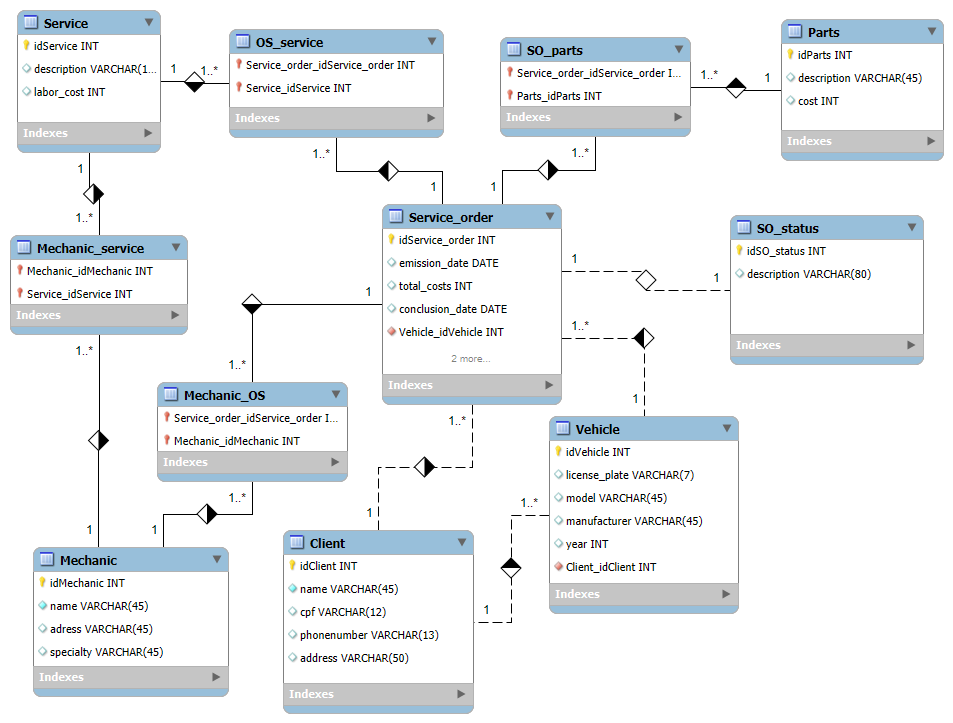 Service
idService INT
description VARCHAR(1...
labor_cost INT
Indexes
1
1..*
OS_service
Service_order_idService_order INT
Service_idService INT
Indexes
SO_parts
Service_order_idService_order I...
Parts_idParts INT
Indexes
1..*
1
Parts
idParts INT
description VARCHAR(45)
cost INT
Indexes
1
1..*
1..*
1
1..*
1
Mechanic_service
Mechanic_idMechanic INT
Service_idService INT
Indexes
Service_order
idService_order INT
emission_date DATE
total_costs INT
conclusion_date DATE
Vehicle_idVehicle INT
2 more...
Indexes
1
1
SO_status
idSO_status INT
description VARCHAR(80)
Indexes
1
1..*
1..*
1
1..*
Mechanic_OS
Service_order_idService_order I...
Mechanic_idMechanic INT
Indexes
1..*
1
1
1..*
1
Vehicle
idVehicle INT
license_plate VARCHAR(7)
model VARCHAR(45)
manufacturer VARCHAR(45)
year INT
Client_idClient INT
Indexes
1..*
1
Mechanic
idMechanic INT
name VARCHAR(45)
adress VARCHAR(45)
specialty VARCHAR(45)
Indexes
Client
idClient INT
name VARCHAR(45)
cpf VARCHAR(12)
phonenumber VARCHAR(13)
address VARCHAR(50)
Indexes